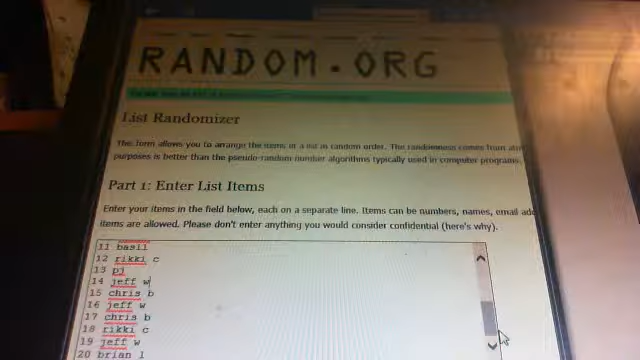 RANDOM.ORG
List Randomizer
This form allows you to arrange the items of a list in random order. The randomness comes from
purposes is better than the pseudo-random number algorithms typically used in computer programs.
Part 1: Enter List Items
Enter your items in the field below, each on a separate line. Items can be numbers, names, email
items are allowed. Please don't enter anything you would consider confidential (here's why).
11 basil
12 rikki c
13 pj
14 jeff w
15 chris b
16 jeff w
17 chris b
18 rikki c
19 jeff w
20 brian l